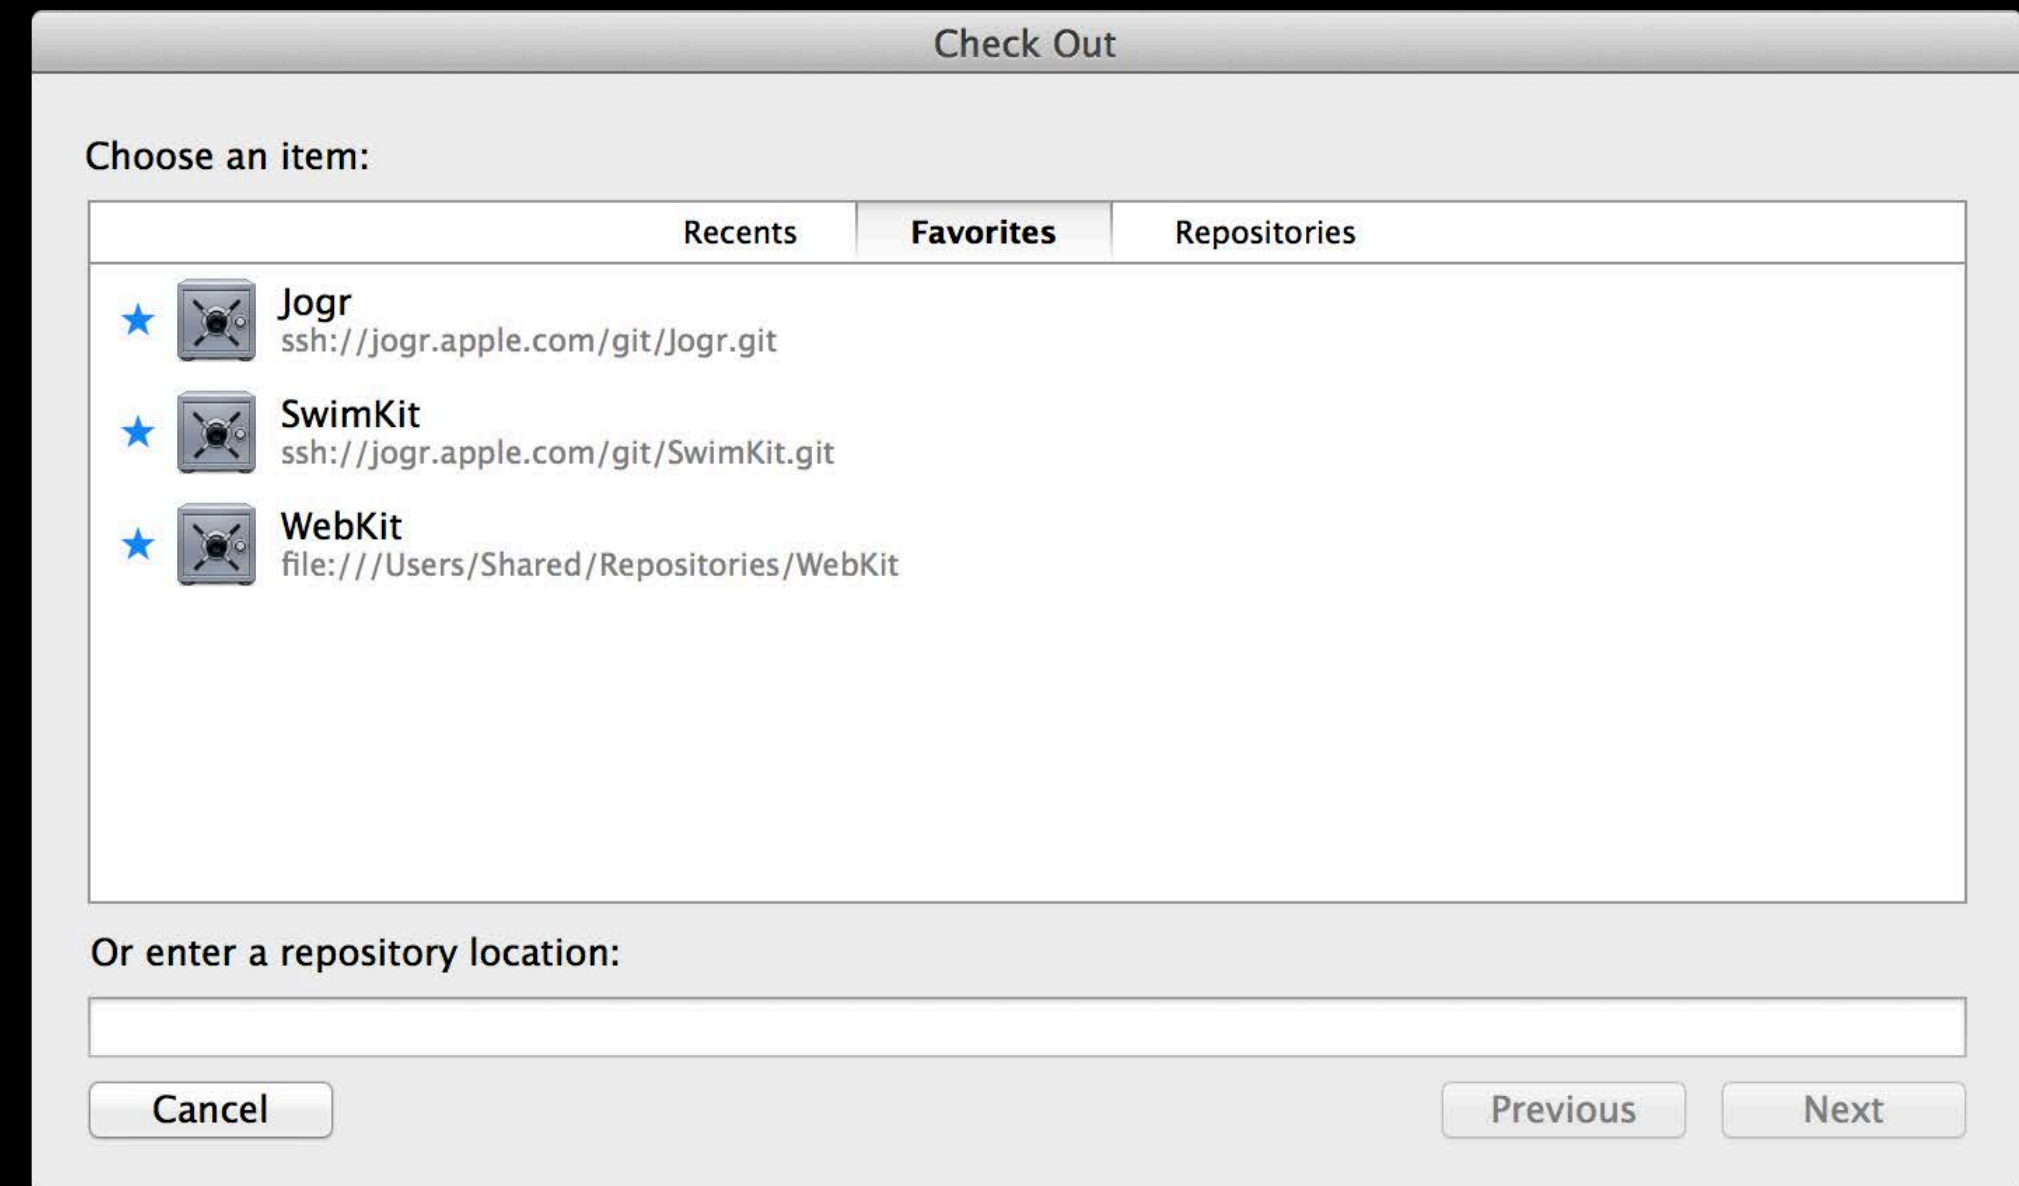 Check Out
Choose an item:
Recents Favorites Repositories
Jogr
ssh://jogr.apple.com/git/Jogr.git
SwimKit
ssh://jogr.apple.com/git/SwimKit.git
WebKit
file:///Users/Shared/Repositories/WebKit
Or enter a repository location:
Cancel Previous Next